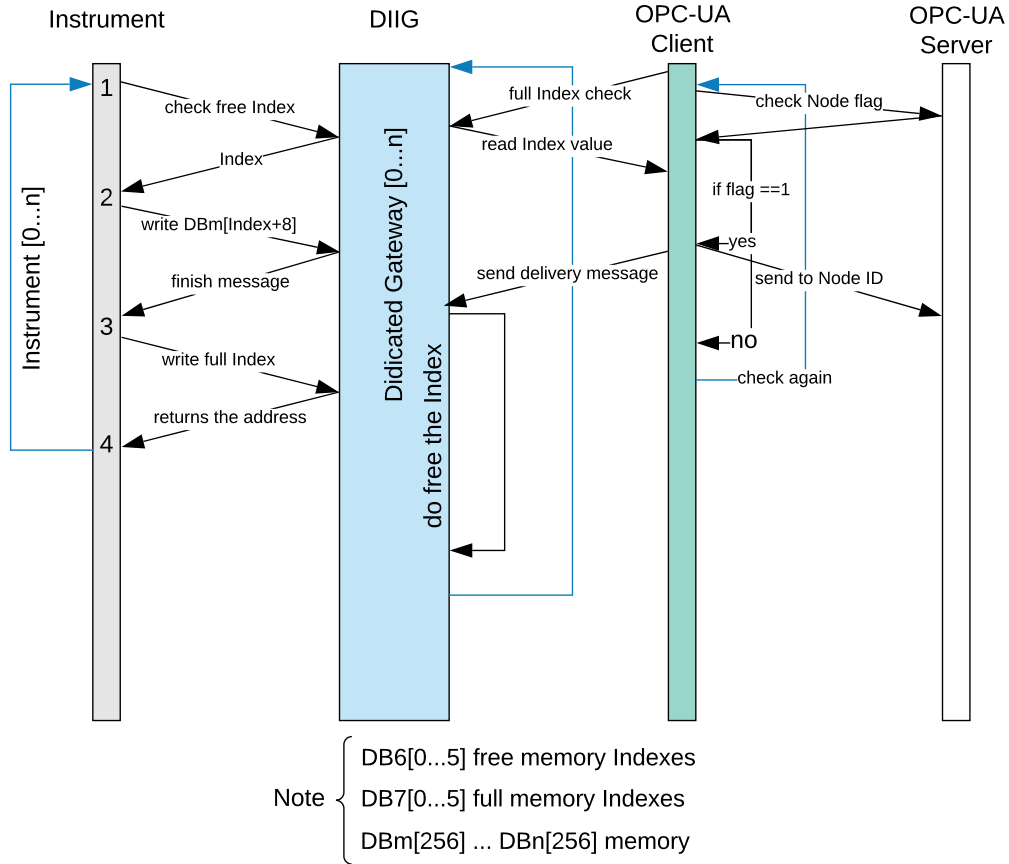 Instrument
DIIG
OPC-UA
Client
OPC-UA
Server
1
check free Index
full Index check
check Node flag
Index
read Index value
2
if flag ==1
write DBm[Index+8]
yes
finish message
send delivery message
send to Node ID
Instrument [0...n]
Didicated Gateway [0...n]
3
write full Index
no
check again
do free the Index
returns the address
4
Note
DB6[0...5] free memory Indexes
DB7[0...5] full memory Indexes
DBm[256] ... DBn[256] memory